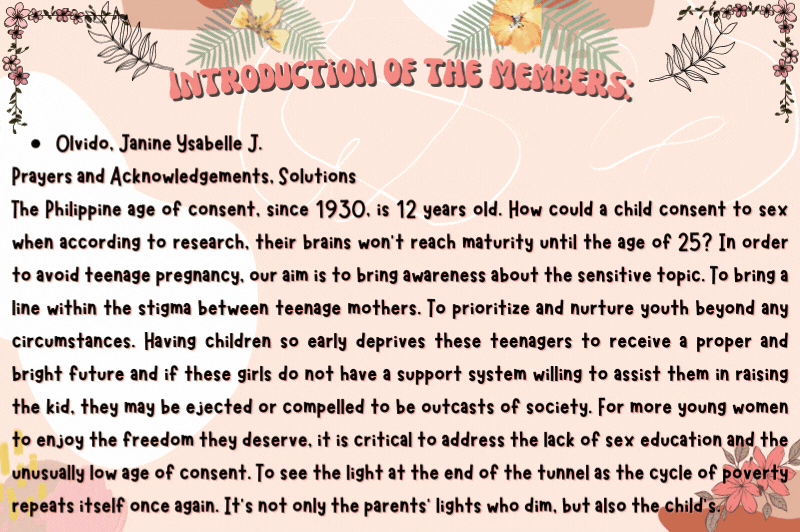 INTRODUCTION OF THE MEMBERS:
• Olvido, Janine Ysabelle J.
Prayers and Acknowledgements, Solutions
The Philippine age of consent, since 1930, is 12 years old. How could a child consent to sex
when according to research, their brains won't reach maturity until the age of 25? In order
to avoid teenage pregnancy, our aim is to bring awareness about the sensitive topic. To bring a
line within the stigma between teenage mothers. To prioritize and nurture youth beyond any
circumstances. Having children so early deprives these teenagers to receive a proper and
bright future and if these girls do not have a support system willing to assist them in raising
the kid, they may be ejected or compelled to be outcasts of society. For more young women
to enjoy the freedom they deserve, it is critical to address the lack of sex education and the
unusually low age of consent. To see the light at the end of the tunnel as the cycle of poverty
repeats itself once again. It's not only the parents' lights who dim, but also the child's.